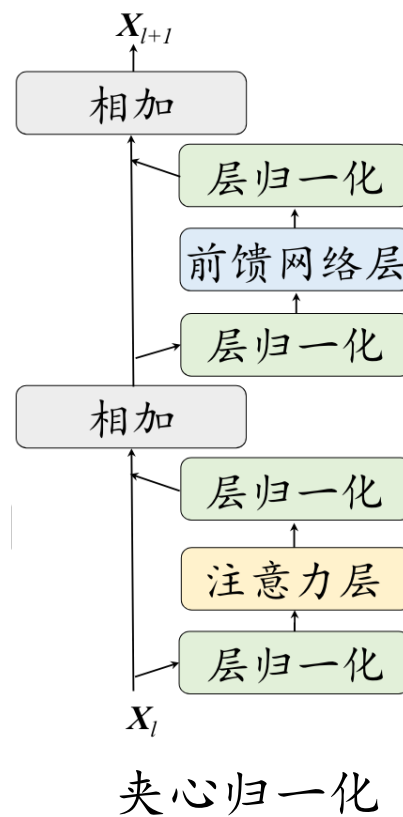 X_{l+1}
相加
层归一化
前馈网络层
层归一化
相加
层归一化
注意力层
层归一化
X_l
夹心归一化